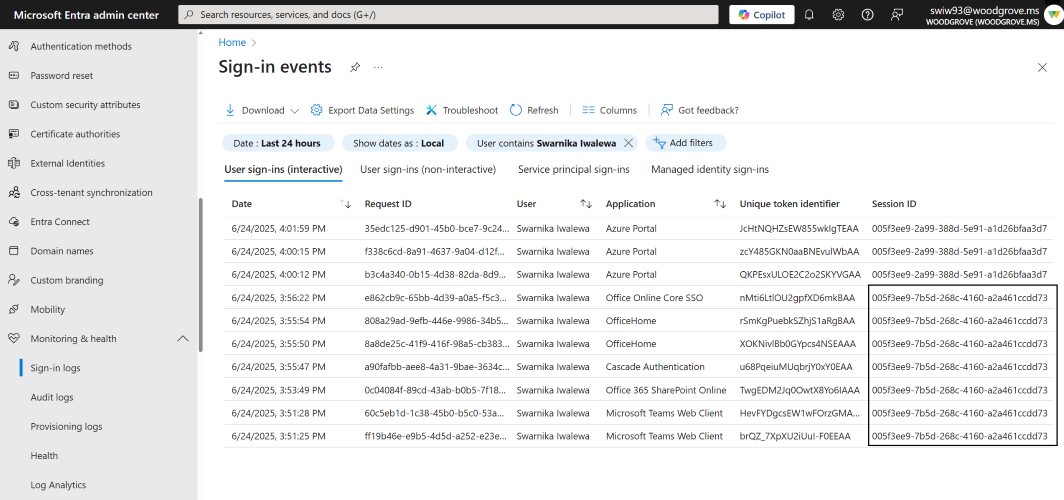 Microsoft Entra admin center
Search resources, services, and docs (G+/)
Copilot
swiw93@woodgrove.ms
WOODGROVE (WOODGROVE.MS)
Authentication methods
Password reset
Custom security attributes
Certificate authorities
External Identities
Cross-tenant synchronization
Entra Connect
Domain names
Custom branding
Mobility
Monitoring & health
Sign-in logs
Audit logs
Provisioning logs
Health
Log Analytics
Home
Sign-in events
Download Export Data Settings Troubleshoot Refresh Columns Got feedback?
Date : Last 24 hours Show dates as : Local User contains Swarnika Iwalewa Add filters
User sign-ins (interactive) User sign-ins (non-interactive) Service principal sign-ins Managed identity sign-ins
Date Request ID User Application Unique token identifier Session ID
6/24/2025, 4:01:59 PM 35edc125-d901-45b0-bce7-9c24... Swarnika Iwalewa Azure Portal JcHtNQHZsEW855wkIgTEAA 005f3ee9-2a99-388d-5e91-a1d26bfaa3d7
6/24/2025, 4:00:15 PM f338c6cd-8a91-4637-9a04-d12f... Swarnika Iwalewa Azure Portal zcY485GKN0aaBNEvulWbAA 005f3ee9-2a99-388d-5e91-a1d26bfaa3d7
6/24/2025, 4:00:12 PM b3c4a340-0b15-4d38-82da-8d9... Swarnika Iwalewa Azure Portal QKPEsxULOE2C2o2SKYVGAA 005f3ee9-2a99-388d-5e91-a1d26bfaa3d7
6/24/2025, 3:56:22 PM e862cb9c-65bb-4d39-a0a5-f5c3... Swarnika Iwalewa Office Online Core SSO nMti6LtlOU2gpfXD6mkBAA 005f3ee9-7b5d-268c-4160-a2a461ccdd73
6/24/2025, 3:55:54 PM 808a29ad-9efb-446e-9986-34b5... Swarnika Iwalewa OfficeHome rSmKgPuebkSZhjS1aRgBAA 005f3ee9-7b5d-268c-4160-a2a461ccdd73
6/24/2025, 3:55:50 PM 8a8de25c-41f9-416f-98a5-cb383... Swarnika Iwalewa OfficeHome XOKNivlBb0GYpcs4NSEAAA 005f3ee9-7b5d-268c-4160-a2a461ccdd73
6/24/2025, 3:55:47 PM a90fafbb-aee8-4a31-9bae-3634c... Swarnika Iwalewa Cascade Authentication u68PqeiuMUqbrjY0xY0EAA 005f3ee9-7b5d-268c-4160-a2a461ccdd73
6/24/2025, 3:53:49 PM 0c04084f-89cd-43ab-b0b5-7f18... Swarnika Iwalewa Office 365 SharePoint Online TwgEDM2Jq0OwtX8Yo6IAAA 005f3ee9-7b5d-268c-4160-a2a461ccdd73
6/24/2025, 3:51:28 PM 60c5eb1d-1c38-45b0-b5c0-53a... Swarnika Iwalewa Microsoft Teams Web Client HevFYDgcsEW1wFOrzGMA... 005f3ee9-7b5d-268c-4160-a2a461ccdd73
6/24/2025, 3:51:25 PM ff19b46e-e9b5-4d5d-a252-e23e... Swarnika Iwalewa Microsoft Teams Web Client brQZ_7XpXU2iUuI-F0EEAA 005f3ee9-7b5d-268c-4160-a2a461ccdd73